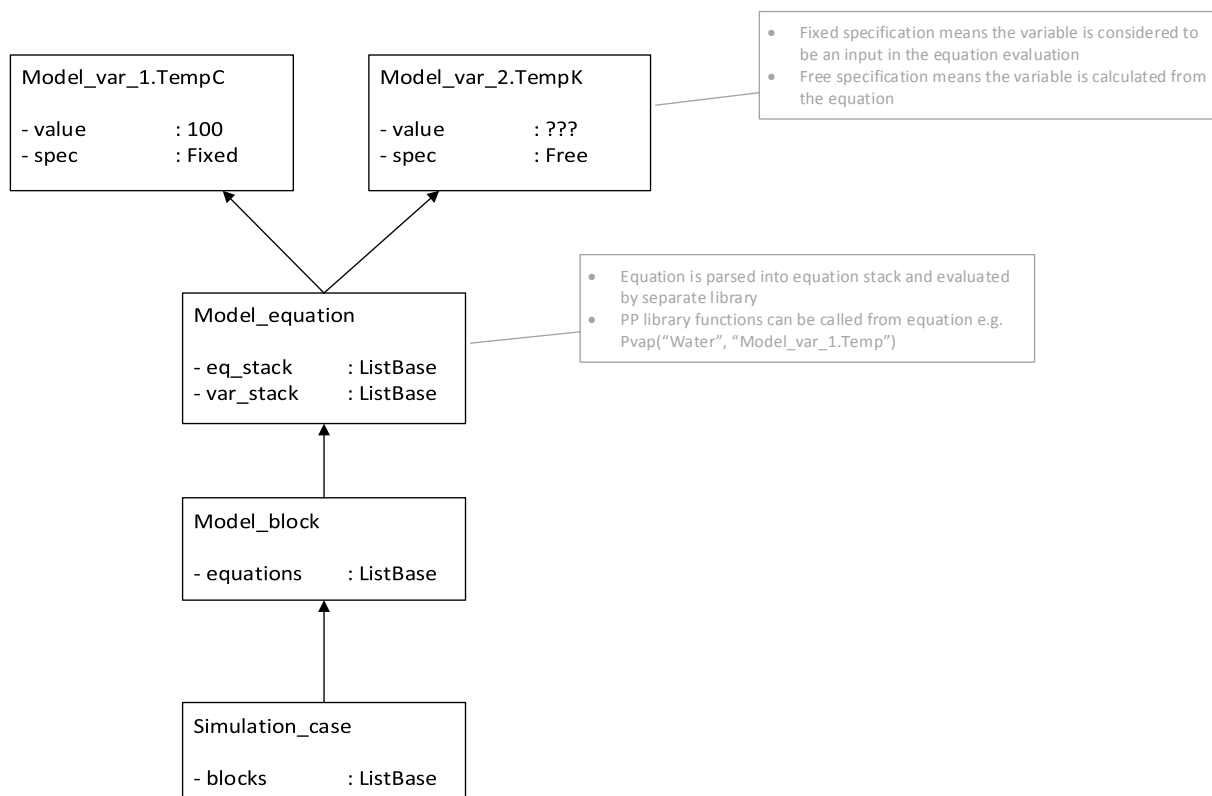 Model_var_1.TempC
- value : 100
- spec : Fixed
Model_var_2.TempK
- value : ???
- spec : Free
• Fixed specification means the variable is considered to
be an input in the equation evaluation
• Free specification means the variable is calculated from
the equation
Model_equation
- eq_stack : ListBase
- var_stack : ListBase
• Equation is parsed into equation stack and evaluated
by separate library
• PP library functions can be called from equation e.g.
Pvap(“Water”, “Model_var_1.Temp”)
Model_block
- equations : ListBase
Simulation_case
- blocks : ListBase